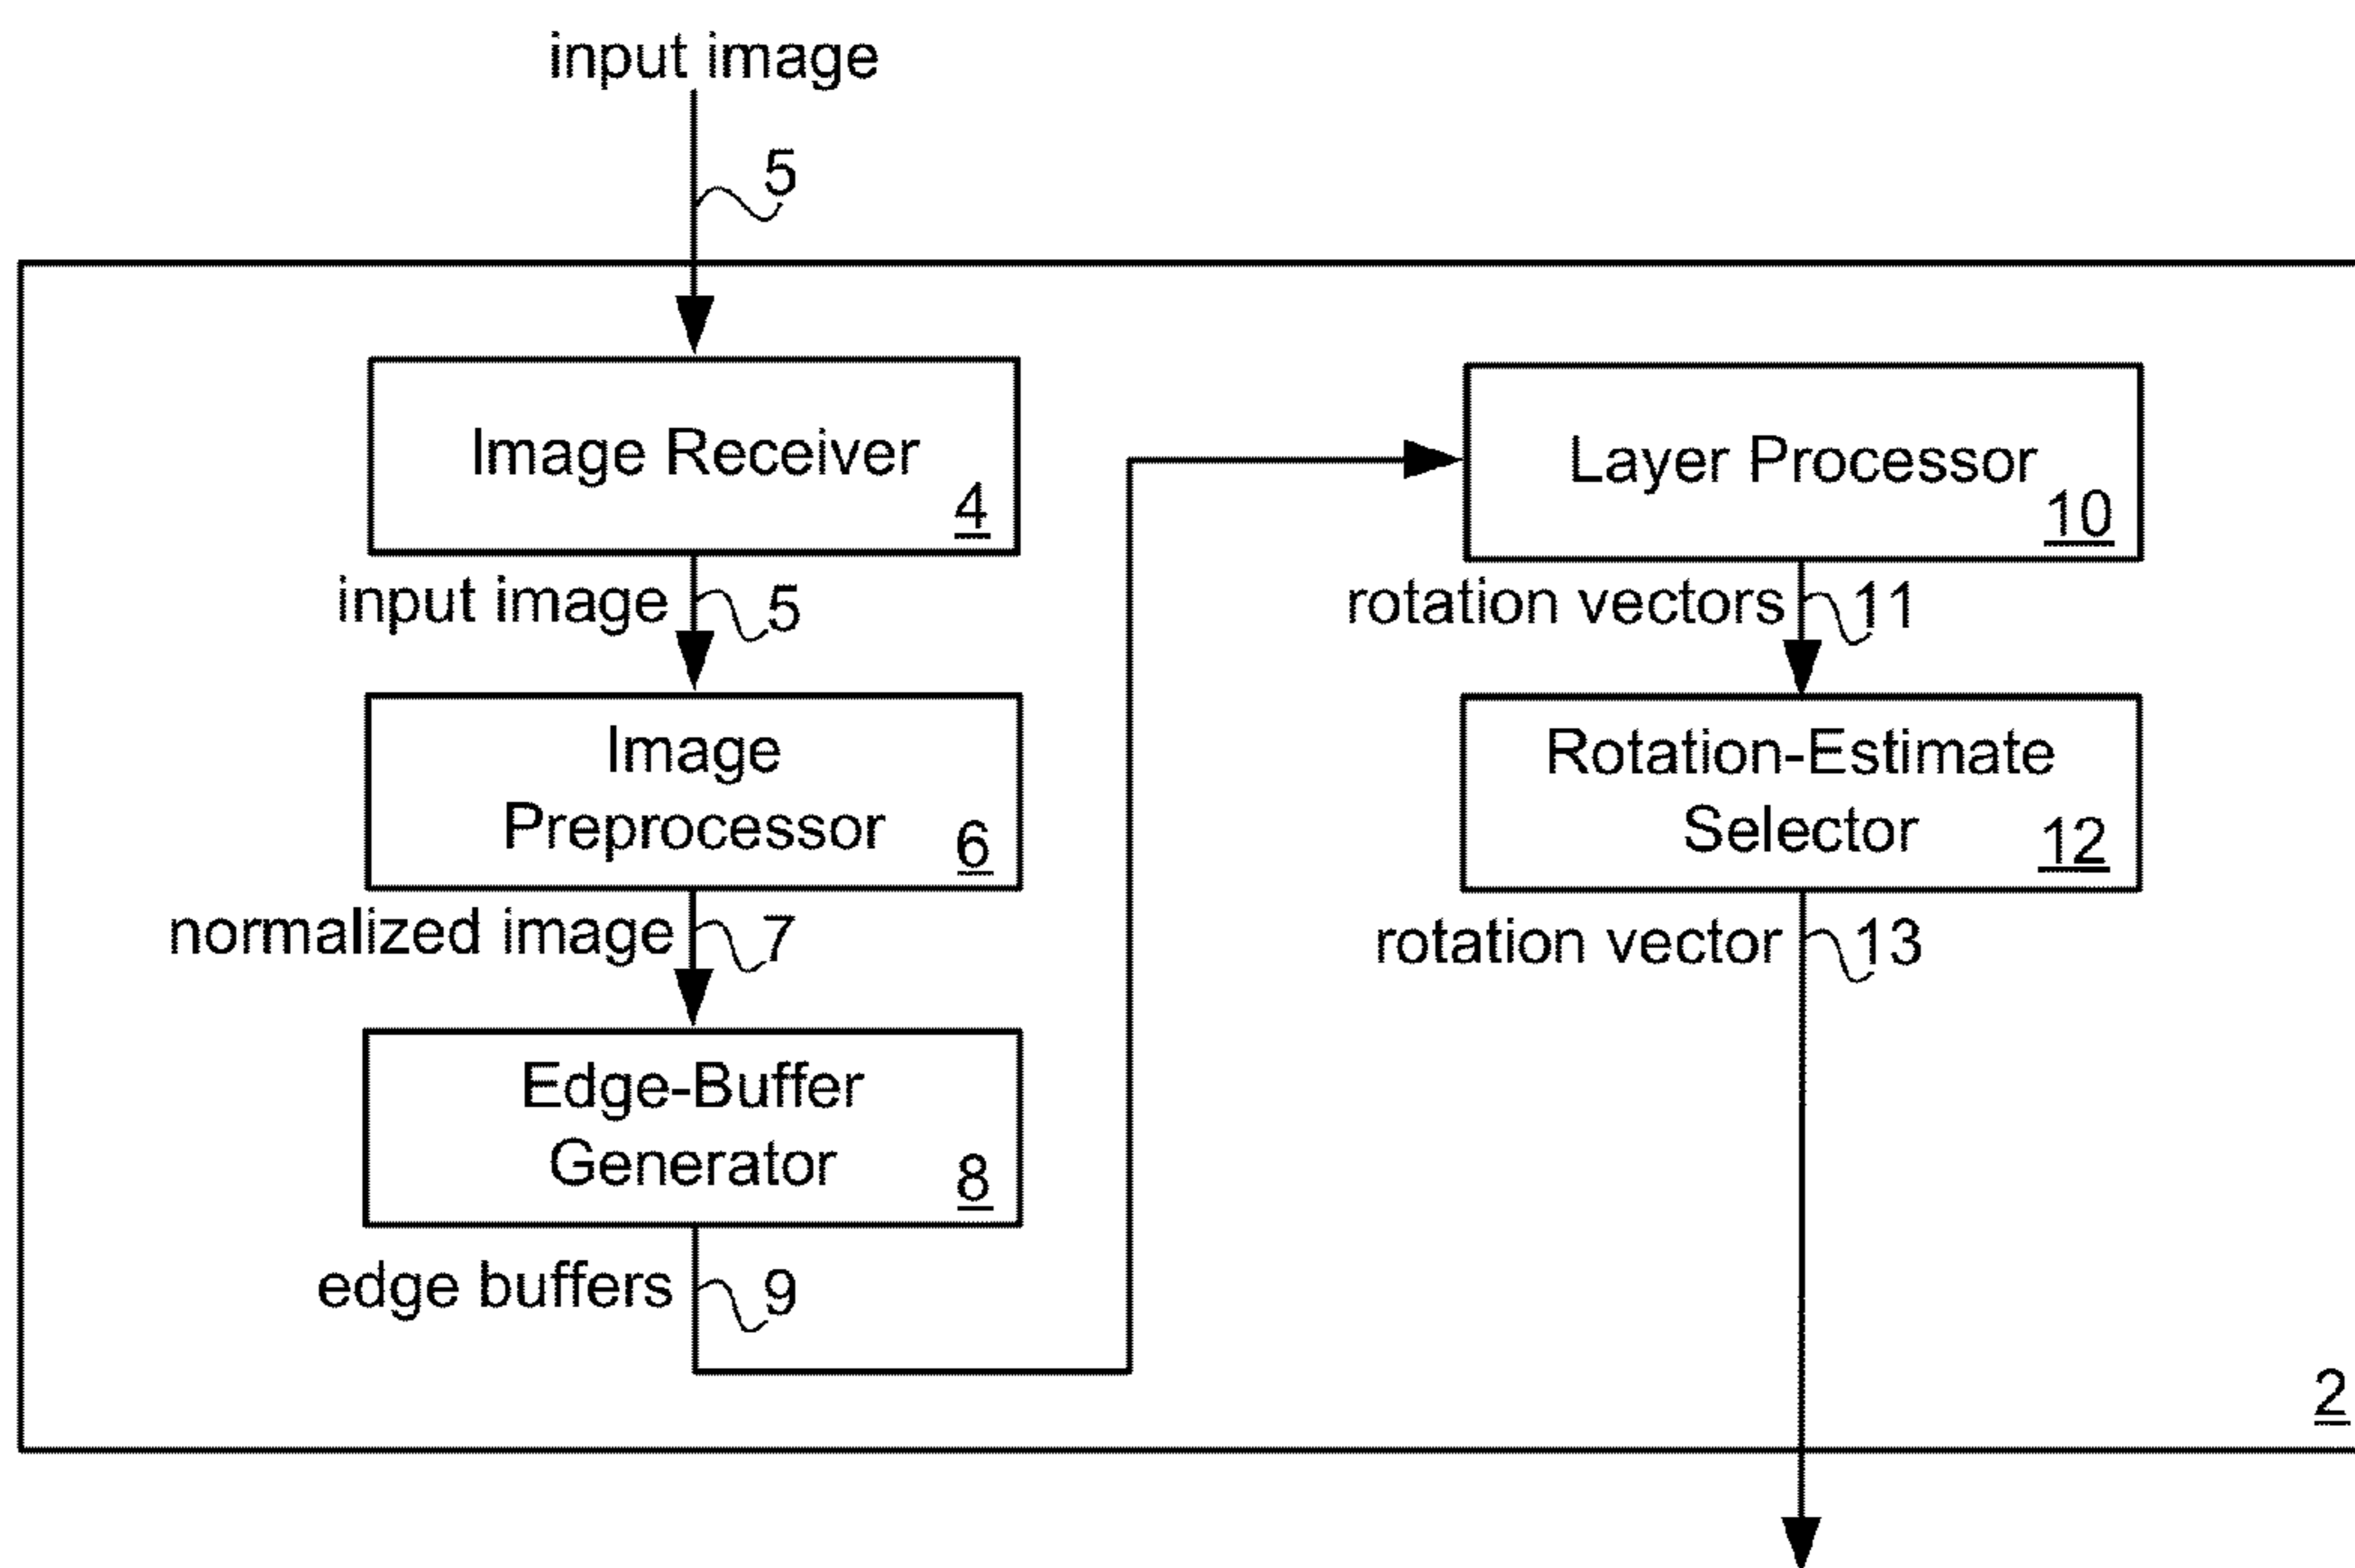 input image
5
Image Receiver
4
input image
5
Image
Preprocessor
6
normalized image
7
Edge-Buffer
Generator
8
edge buffers
9
Layer Processor
10
rotation vectors
11
Rotation-Estimate
Selector
12
rotation vector
13
2